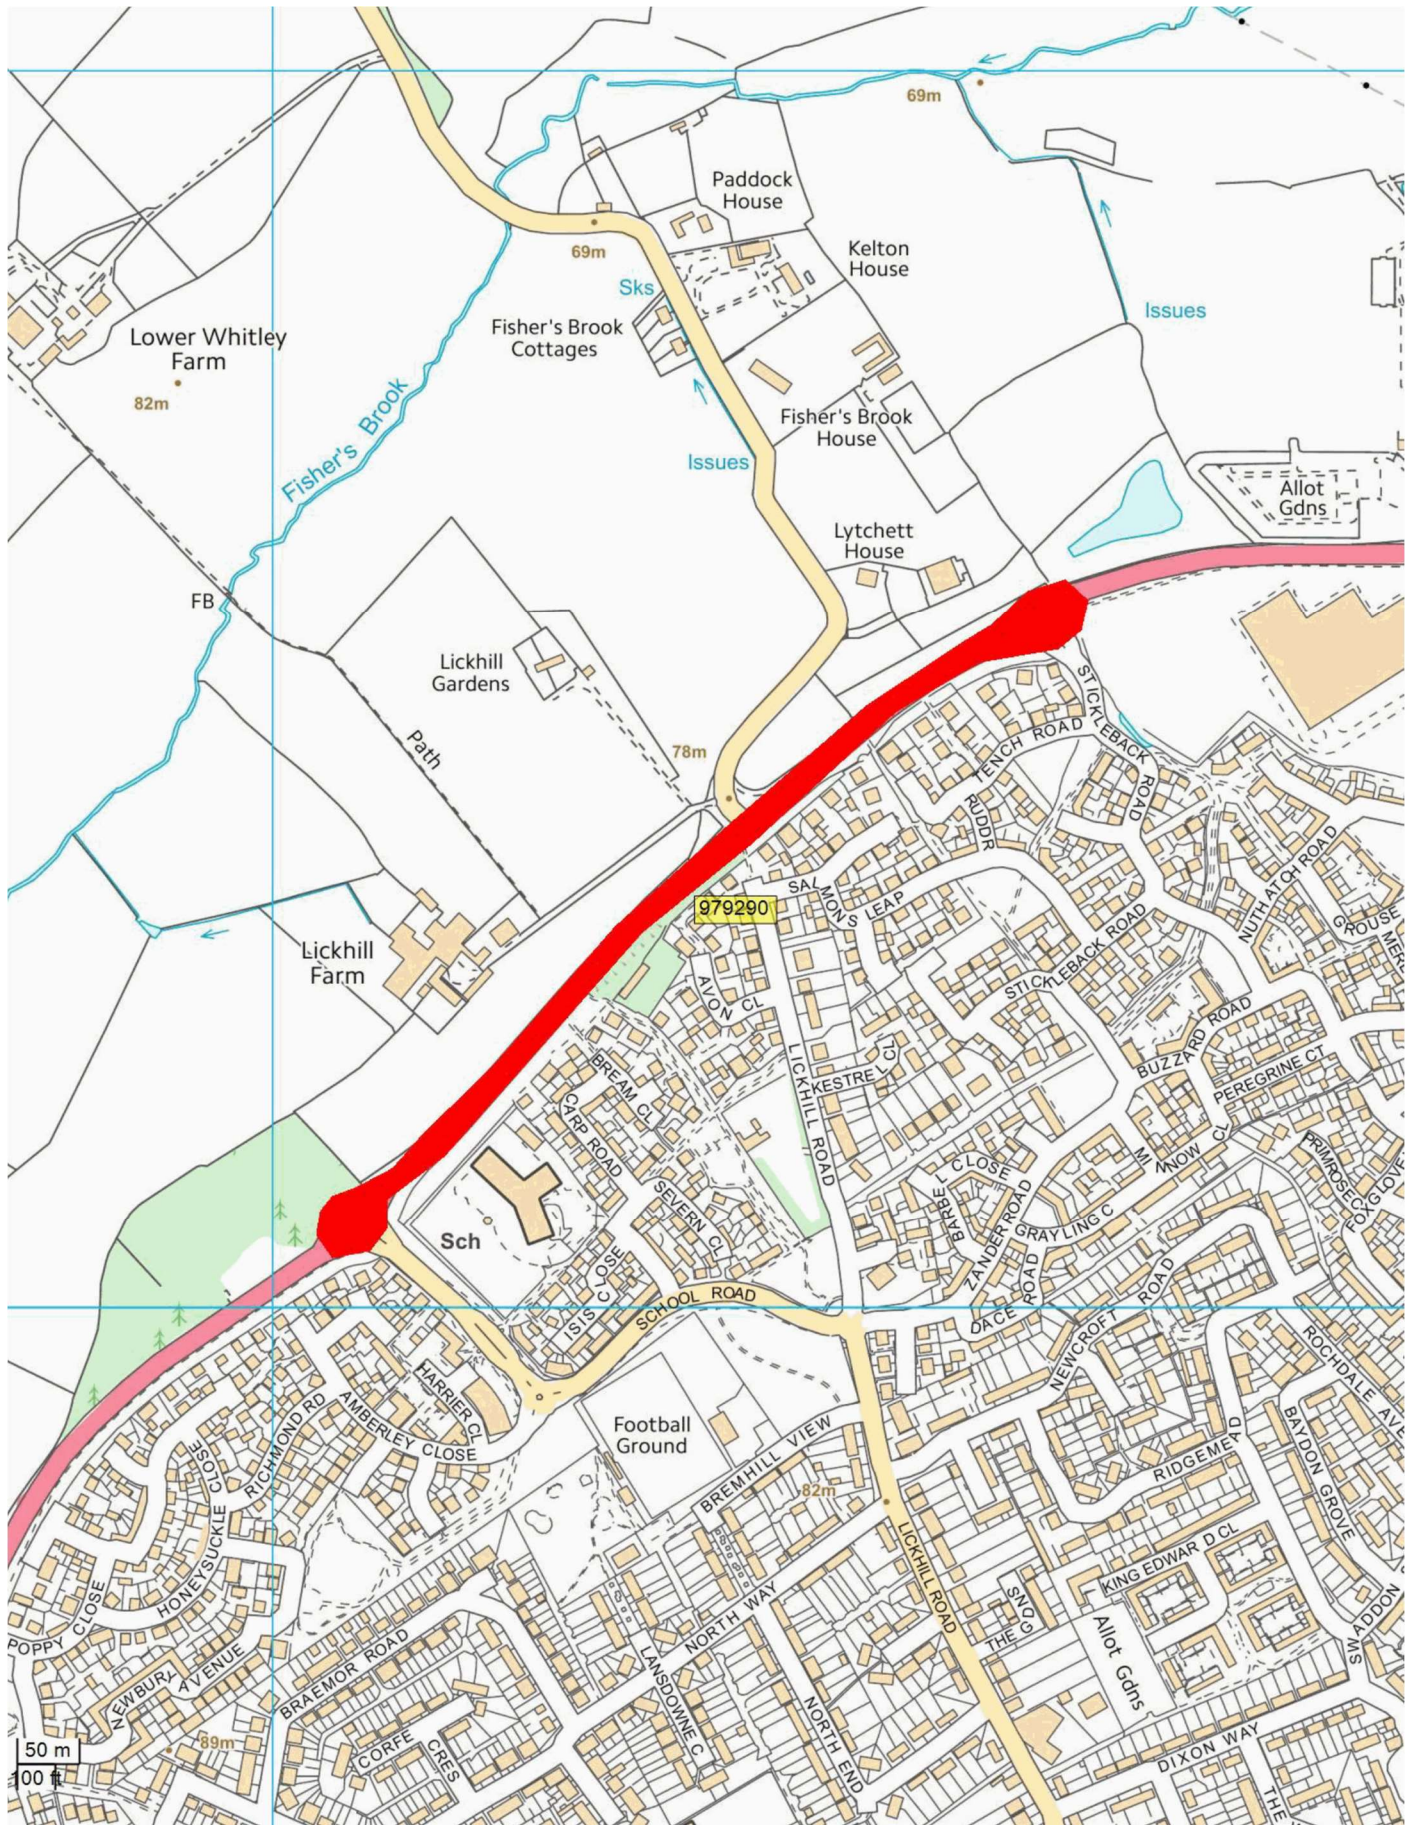 69m
Paddock
House
69m
Kelton
House
Sks
Issues
Fisher's Brook
Cottages
Lower Whitley
Farm
82m
Fisher's Brook
Fisher's Brook
House
Issues
Allot
Gdns
Lytchett
House
FB
Lickhill
Gardens
STICKLEBACK ROAD
Path
78m
TENCH ROAD
RUDDR
NUTHATCH ROAD
SALMONS LEAP
979290
GROUSE
MERL
Lickhill
Farm
STICKLEBACK ROAD
AVON CL
BUZZARD ROAD
LICKHILL ROAD
KESTREL CL
PEREGRINE CT
BREAM CL
CARP ROAD
MINNOW CL
PRIMROSE C
FOXGLOVE
BARBEL CLOSE
SEVERN CL
ZANDER ROAD
GRAYLING C
Sch
ISIS CLOSE
SCHOOL ROAD
DACE ROAD
NEWCROFT ROAD
ROCHDALE AVE
HARRIER CL
AMBERLEY CLOSE
RICHMOND RD
Football
Ground
BREMHILL VIEW
BAYDON GROVE
RIDGEMEAD
HONEYSUCKLE CLOSE
82m
LICKHILL ROAD
KING EDWARD CL
POPPY CLOSE
NORTH WAY
THE GDNS
Allot Gdns
SWADDON
BRAEMOR ROAD
LANSDOWNE C
NEWBURY AVENUE
NORTH END
89m
CORFE CRES
DIXON WAY
50 m
100 ft
THE